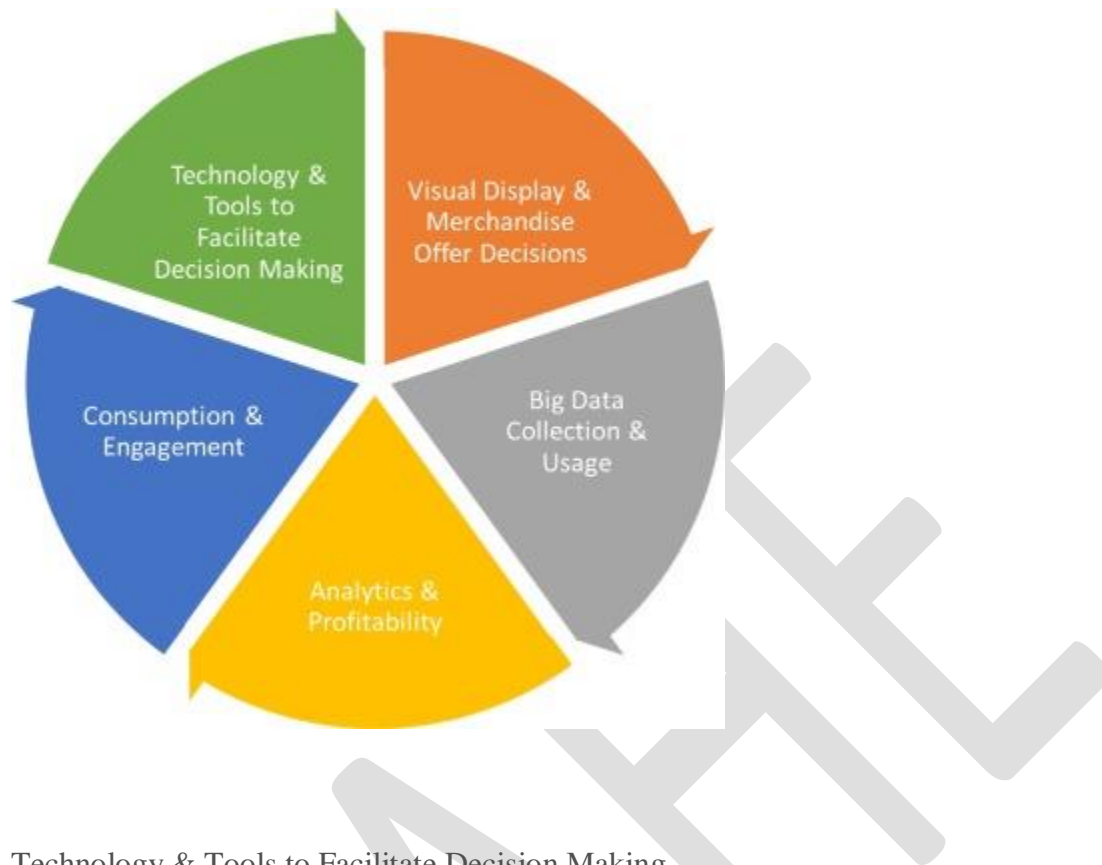 Technology &
Tools to
Facilitate
Decision Making
Visual Display &
Merchandise
Offer Decisions
Big Data
Collection &
Usage
Analytics &
Profitability
Consumption &
Engagement
Technology & Tools to Facilitate Decision Making